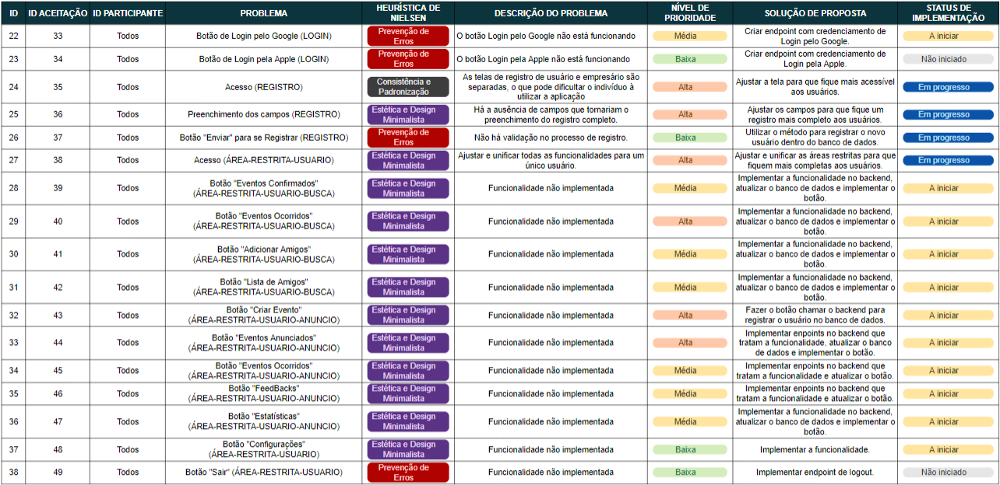 ID ID ACEITAÇÃO ID PARTICIPANTE PROBLEMA HEURÍSTICA DE NIELSEN DESCRIÇÃO DO PROBLEMA NÍVEL DE PRIORIDADE SOLUÇÃO DE PROPOSTA STATUS DE IMPLEMENTAÇÃO
22 33 Todos Botão de Login pelo Google (LOGIN) Prevenção de Erros O botão Login pelo Google não está funcionando Média Criar endpoint com credenciamento de Login pelo Google. A iniciar
23 34 Todos Botão de Login pela Apple (LOGIN) Prevenção de Erros O botão Login pela Apple não está funcionando Baixa Criar endpoint com credenciamento de Login pela Apple. Não iniciado
24 35 Todos Acesso (REGISTRO) Consistência e Padronização As telas de registro de usuário e empresário são separadas, o que pode dificultar o indivíduo à utilizar a aplicação Alta Ajustar a tela para que fique mais acessível aos usuários. Em progresso
25 36 Todos Preenchimento dos campos (REGISTRO) Estética e Design Minimalista Há a ausência de campos que tornariam o preenchimento do registro completo. Alta Ajustar os campos para que fique um registro mais completo aos usuários. Em progresso
26 37 Todos Botão "Enviar" para se Registrar (REGISTRO) Prevenção de Erros Não há validação no processo de registro. Baixa Utilizar o método para registrar o novo usuário dentro do banco de dados. Em progresso
27 38 Todos Acesso (ÁREA-RESTRITA-USUARIO) Estética e Design Minimalista Ajustar e unificar todas as funcionalidades para um único usuário. Alta Ajustar e unificar as áreas restritas para que fiquem mais completas aos usuários. Em progresso
28 39 Todos Botão "Eventos Confirmados" (ÁREA-RESTRITA-USUARIO-BUSCA) Estética e Design Minimalista Funcionalidade não implementada Média Implementar a funcionalidade no backend, atualizar o banco de dados e implementar o botão. A iniciar
29 40 Todos Botão "Eventos Ocorridos" (ÁREA-RESTRITA-USUARIO-BUSCA) Estética e Design Minimalista Funcionalidade não implementada Alta Implementar a funcionalidade no backend, atualizar o banco de dados e implementar o botão. A iniciar
30 41 Todos Botão "Adicionar Amigos" (ÁREA-RESTRITA-USUARIO-BUSCA) Estética e Design Minimalista Funcionalidade não implementada Média Implementar a funcionalidade no backend, atualizar o banco de dados e implementar o botão. A iniciar
31 42 Todos Botão "Lista de Amigos" (ÁREA-RESTRITA-USUARIO-BUSCA) Estética e Design Minimalista Funcionalidade não implementada Média Implementar a funcionalidade no backend, atualizar o banco de dados e implementar o botão. A iniciar
32 43 Todos Botão "Criar Evento" (ÁREA-RESTRITA-USUARIO-ANUNCIO) Estética e Design Minimalista Funcionalidade não implementada Alta Fazer o botão chamar o backend para registrar o usuário no banco de dados. A iniciar
33 44 Todos Botão "Eventos Anunciados" (ÁREA-RESTRITA-USUARIO-ANUNCIO) Estética e Design Minimalista Funcionalidade não implementada Alta Implementar enpoints no backend que tratam a funcionalidade, atualizar o banco de dados e implementar o botão. A iniciar
34 45 Todos Botão "Eventos Ocorridos" (ÁREA-RESTRITA-USUARIO-ANUNCIO) Estética e Design Minimalista Funcionalidade não implementada Média Implementar enpoints no backend que tratam a funcionalidade e atualizar o botão. A iniciar
35 46 Todos Botão "FeedBacks" (ÁREA-RESTRITA-USUARIO-ANUNCIO) Estética e Design Minimalista Funcionalidade não implementada Média Implementar enpoints no backend que tratam a funcionalidade e atualizar o botão. A iniciar
36 47 Todos Botão "Estatísticas" (ÁREA-RESTRITA-USUARIO-ANUNCIO) Estética e Design Minimalista Funcionalidade não implementada Média Implementar a funcionalidade no backend, atualizar o banco de dados e implementar o botão. A iniciar
37 48 Todos Botão "Configurações" (ÁREA-RESTRITA-USUARIO) Estética e Design Minimalista Funcionalidade não implementada Baixa Implementar a funcionalidade. A iniciar
38 49 Todos Botão "Sair" (ÁREA-RESTRITA-USUARIO) Prevenção de Erros Funcionalidade não implementada Baixa Implementar endpoint de logout. Não iniciado